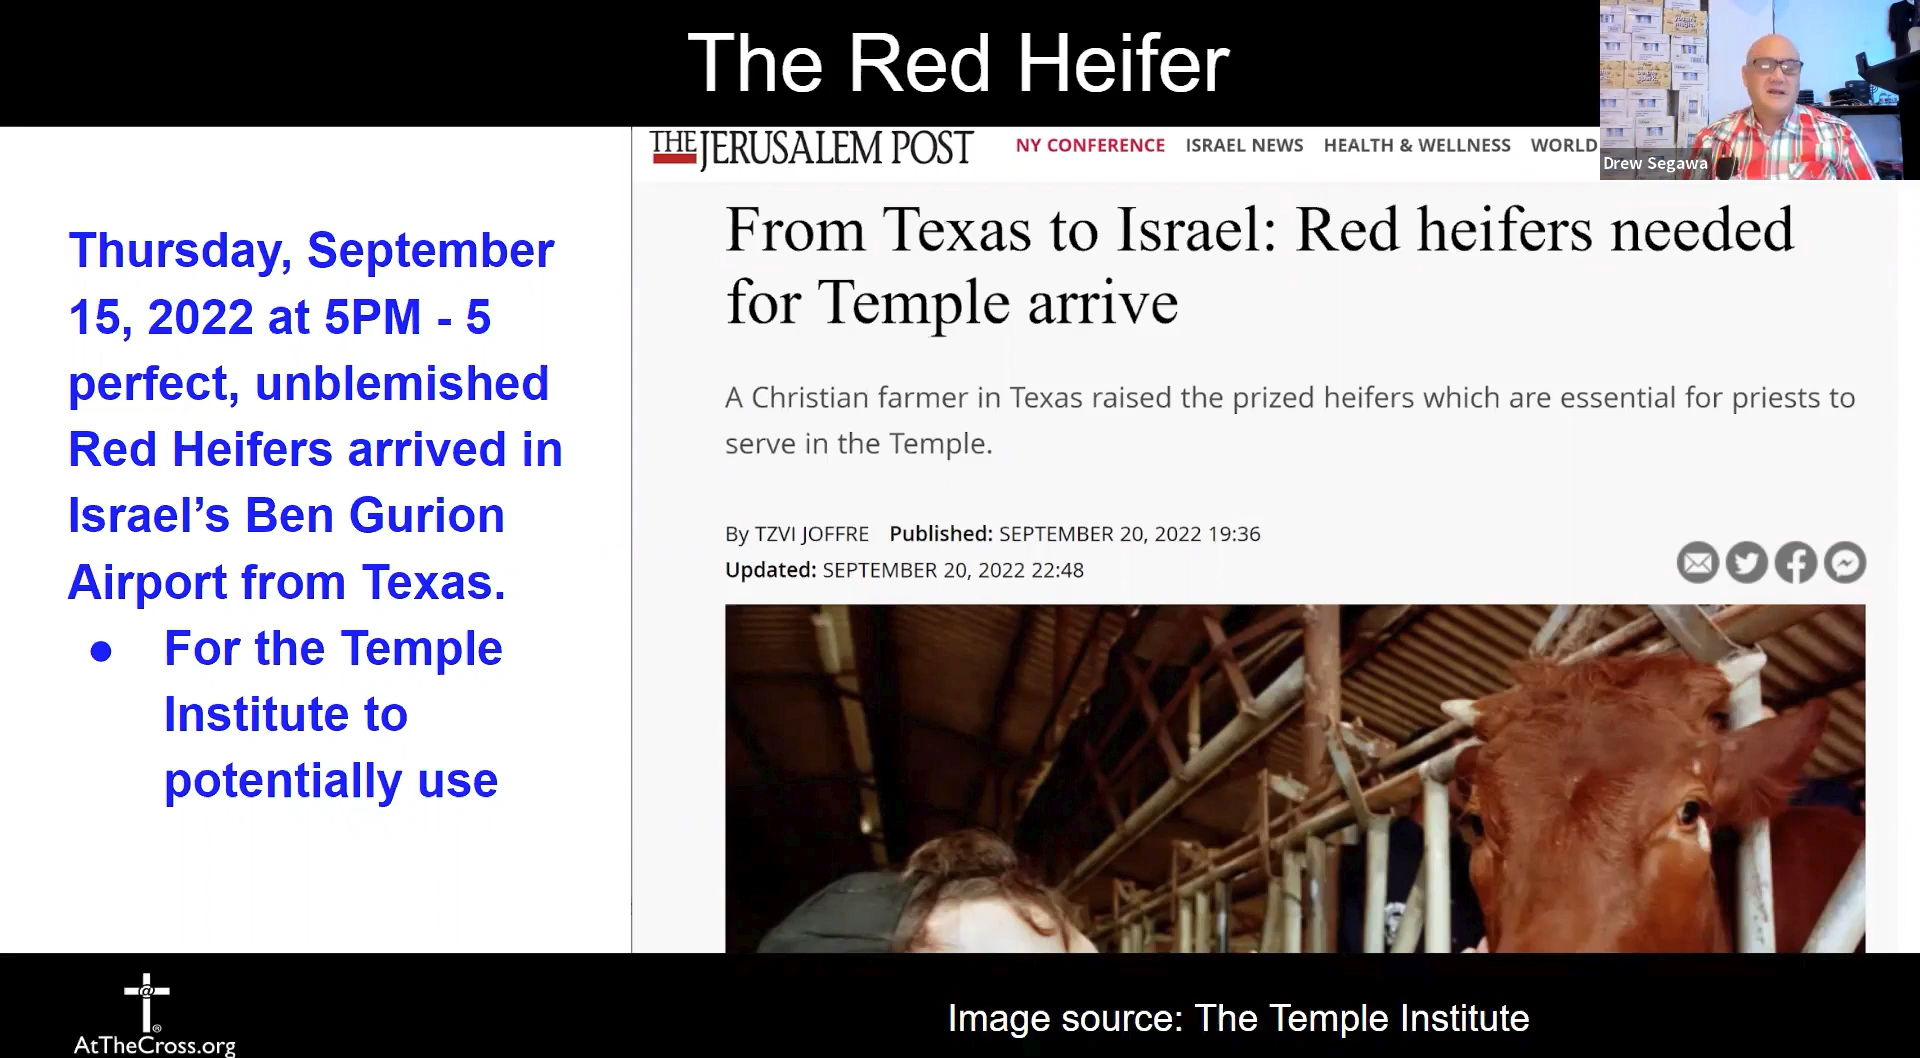 The Red Heifer
Drew Segawa
THE JERUSALEM POST
NY CONFERENCE ISRAEL NEWS HEALTH & WELLNESS WORLD
Thursday, September
15, 2022 at 5PM - 5
perfect, unblemished
Red Heifers arrived in
Israel’s Ben Gurion
Airport from Texas.
● For the Temple
Institute to
potentially use
From Texas to Israel: Red heifers needed
for Temple arrive
A Christian farmer in Texas raised the prized heifers which are essential for priests to
serve in the Temple.
By TZVI JOFFRE Published: SEPTEMBER 20, 2022 19:36
Updated: SEPTEMBER 20, 2022 22:48
@
®
AtTheCross.org
Image source: The Temple Institute